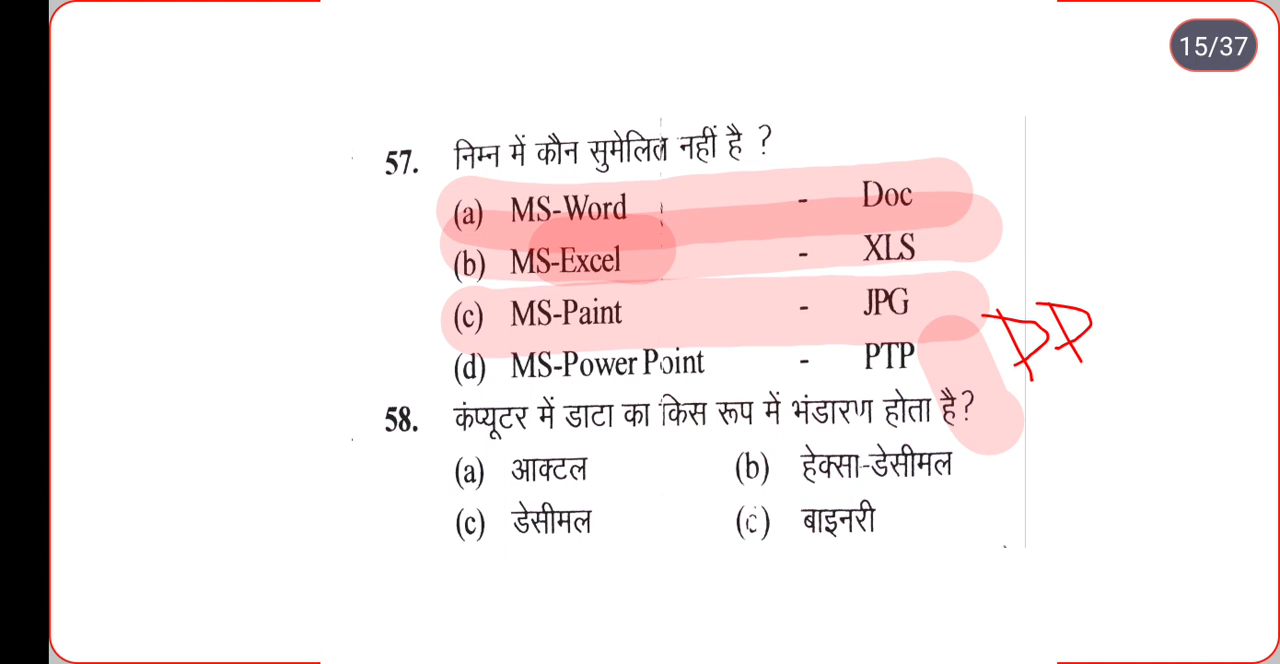 15/37
57. निम्न में कौन सुमेलित नहीं है ?
(a) MS-Word - Doc
(b) MS-Excel - XLS
(c) MS-Paint - JPG
PP
(d) MS-Power Point - PTP
58. कंप्यूटर में डाटा का किस रूप में भंडारण होता है?
(a) आक्टल (b) हेक्सा-डेसीमल
(c) डेसीमल (c) बाइनरी